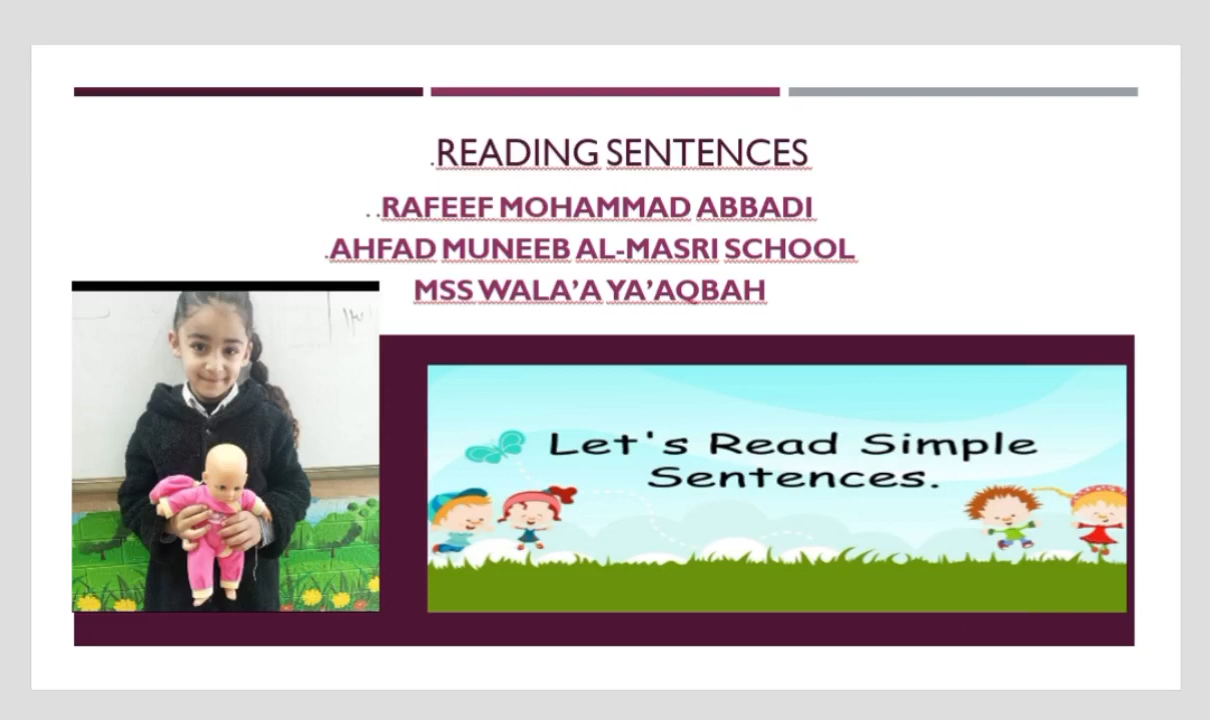 .READING SENTENCES
. .RAFEEF MOHAMMAD ABBADI
.AHFAD MUNEEB AL-MASRI SCHOOL
MSS WALA’A YA’AQBAH
Let's Read Simple
Sentences.